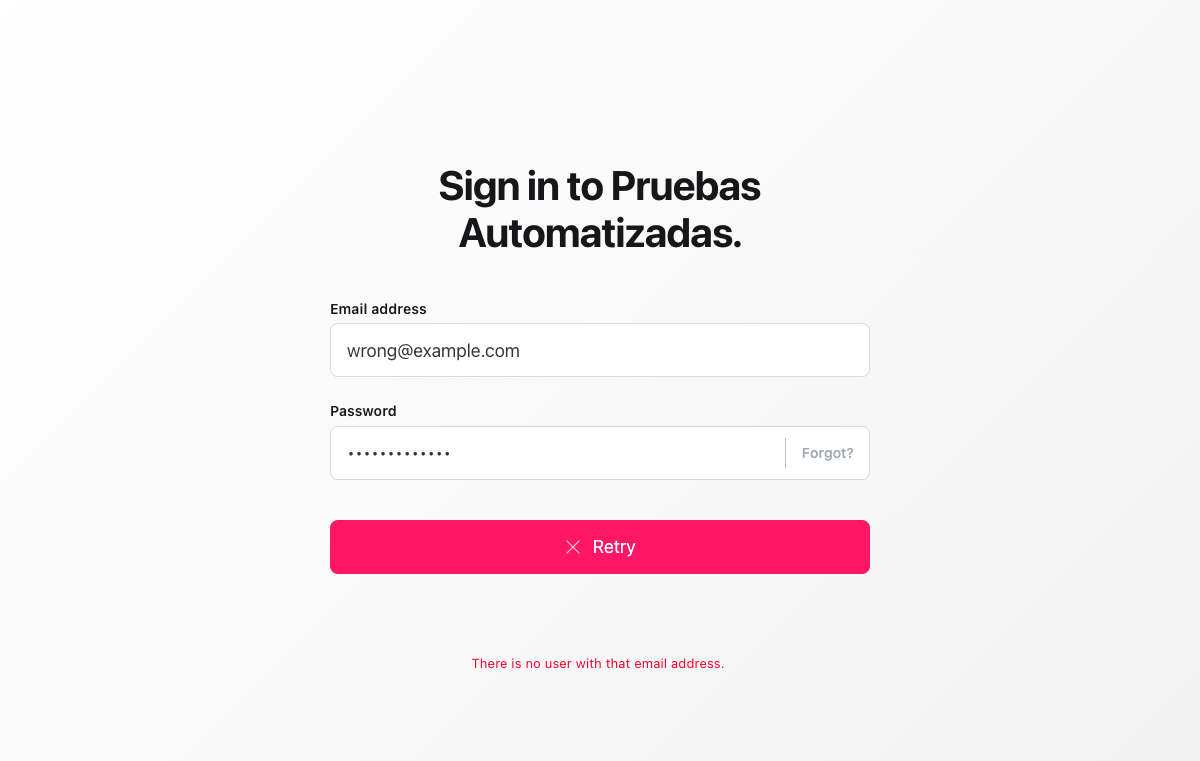 Sign in to Pruebas
Automatizadas.
Email address
wrong@example.com
Password
•••••••••••••
Forgot?
Retry
There is no user with that email address.